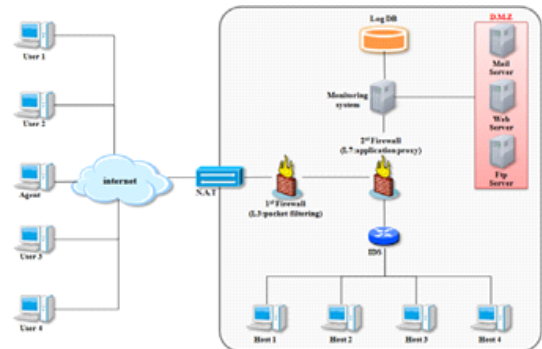 User 1
User 2
Agent
User 3
User 4
internet
N.A.T
1st Firewall
(L3/packet filtering)
Log DB
Monitoring
system
2nd Firewall
(L7/application proxy)
IDS
Host 1
Host 2
Host 3
Host 4
D.M.Z
Mail
Server
Web
Server
Ftp
Server